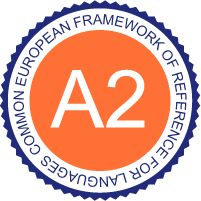 COMMON EUROPEAN FRAMEWORK OF REFERENCE FOR LANGUAGES
A2